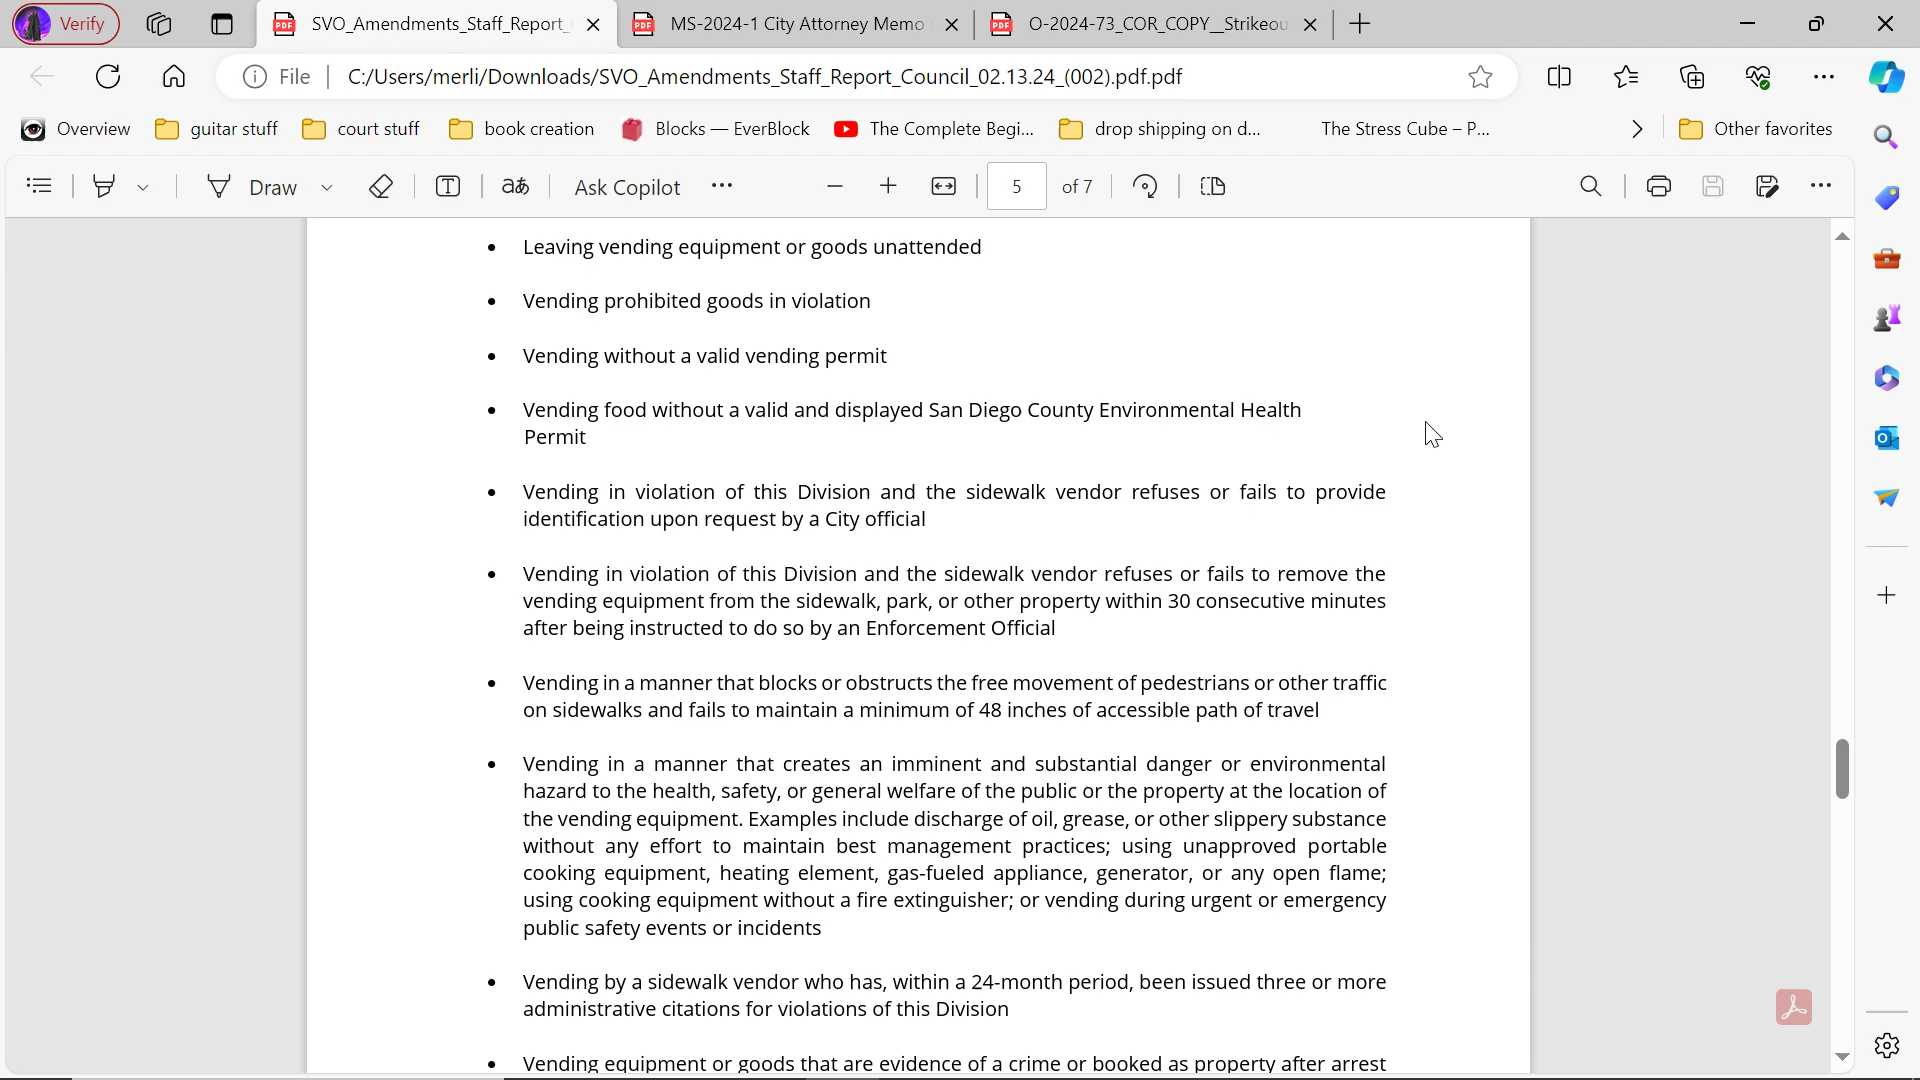 Verify
SVO_Amendments_Staff_Report_
MS-2024-1 City Attorney Memo
O-2024-73_COR_COPY__Strikeou
File
C:/Users/merli/Downloads/SVO_Amendments_Staff_Report_Council_02.13.24_(002).pdf.pdf
Overview
guitar stuff
court stuff
book creation
Blocks — EverBlock
The Complete Begi...
drop shipping on d...
The Stress Cube – P...
Other favorites
Draw
Ask Copilot
5
of 7
• Leaving vending equipment or goods unattended
• Vending prohibited goods in violation
• Vending without a valid vending permit
• Vending food without a valid and displayed San Diego County Environmental Health
Permit
• Vending in violation of this Division and the sidewalk vendor refuses or fails to provide
identification upon request by a City official
• Vending in violation of this Division and the sidewalk vendor refuses or fails to remove the
vending equipment from the sidewalk, park, or other property within 30 consecutive minutes
after being instructed to do so by an Enforcement Official
• Vending in a manner that blocks or obstructs the free movement of pedestrians or other traffic
on sidewalks and fails to maintain a minimum of 48 inches of accessible path of travel
• Vending in a manner that creates an imminent and substantial danger or environmental
hazard to the health, safety, or general welfare of the public or the property at the location of
the vending equipment. Examples include discharge of oil, grease, or other slippery substance
without any effort to maintain best management practices; using unapproved portable
cooking equipment, heating element, gas-fueled appliance, generator, or any open flame;
using cooking equipment without a fire extinguisher; or vending during urgent or emergency
public safety events or incidents
• Vending by a sidewalk vendor who has, within a 24-month period, been issued three or more
administrative citations for violations of this Division
• Vending equipment or goods that are evidence of a crime or booked as property after arrest